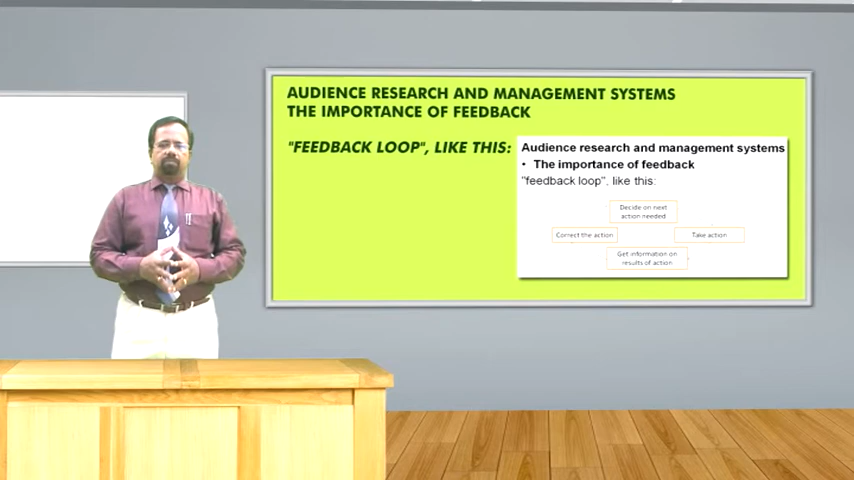 AUDIENCE RESEARCH AND MANAGEMENT SYSTEMS
THE IMPORTANCE OF FEEDBACK
"FEEDBACK LOOP", LIKE THIS:
Audience research and management systems
• The importance of feedback
"feedback loop", like this:
Decide on next
action needed
Correct the action
Take action
Get information on
results of action